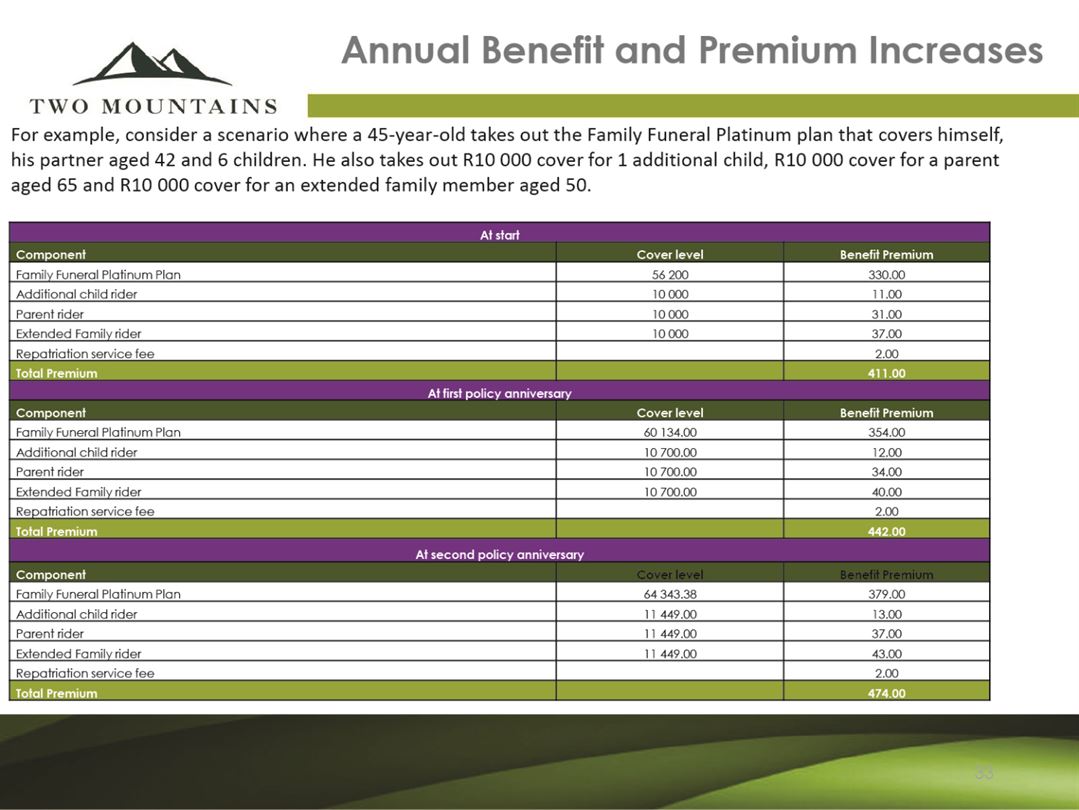 Annual Benefit and Premium Increases
TWO MOUNTAINS
For example, consider a scenario where a 45-year-old takes out the Family Funeral Platinum plan that covers himself,
his partner aged 42 and 6 children. He also takes out R10 000 cover for 1 additional child, R10 000 cover for a parent
aged 65 and R10 000 cover for an extended family member aged 50.
At start
Component Cover level Benefit Premium
Family Funeral Platinum Plan 56 200 330.00
Additional child rider 10 000 11.00
Parent rider 10 000 31.00
Extended Family rider 10 000 37.00
Repatriation service fee 2.00
Total Premium 411.00
At first policy anniversary
Component Cover level Benefit Premium
Family Funeral Platinum Plan 60 134.00 354.00
Additional child rider 10 700.00 12.00
Parent rider 10 700.00 34.00
Extended Family rider 10 700.00 40.00
Repatriation service fee 2.00
Total Premium 442.00
At second policy anniversary
Component Cover level Benefit Premium
Family Funeral Platinum Plan 64 343.38 379.00
Additional child rider 11 449.00 13.00
Parent rider 11 449.00 37.00
Extended Family rider 11 449.00 43.00
Repatriation service fee 2.00
Total Premium 474.00
33